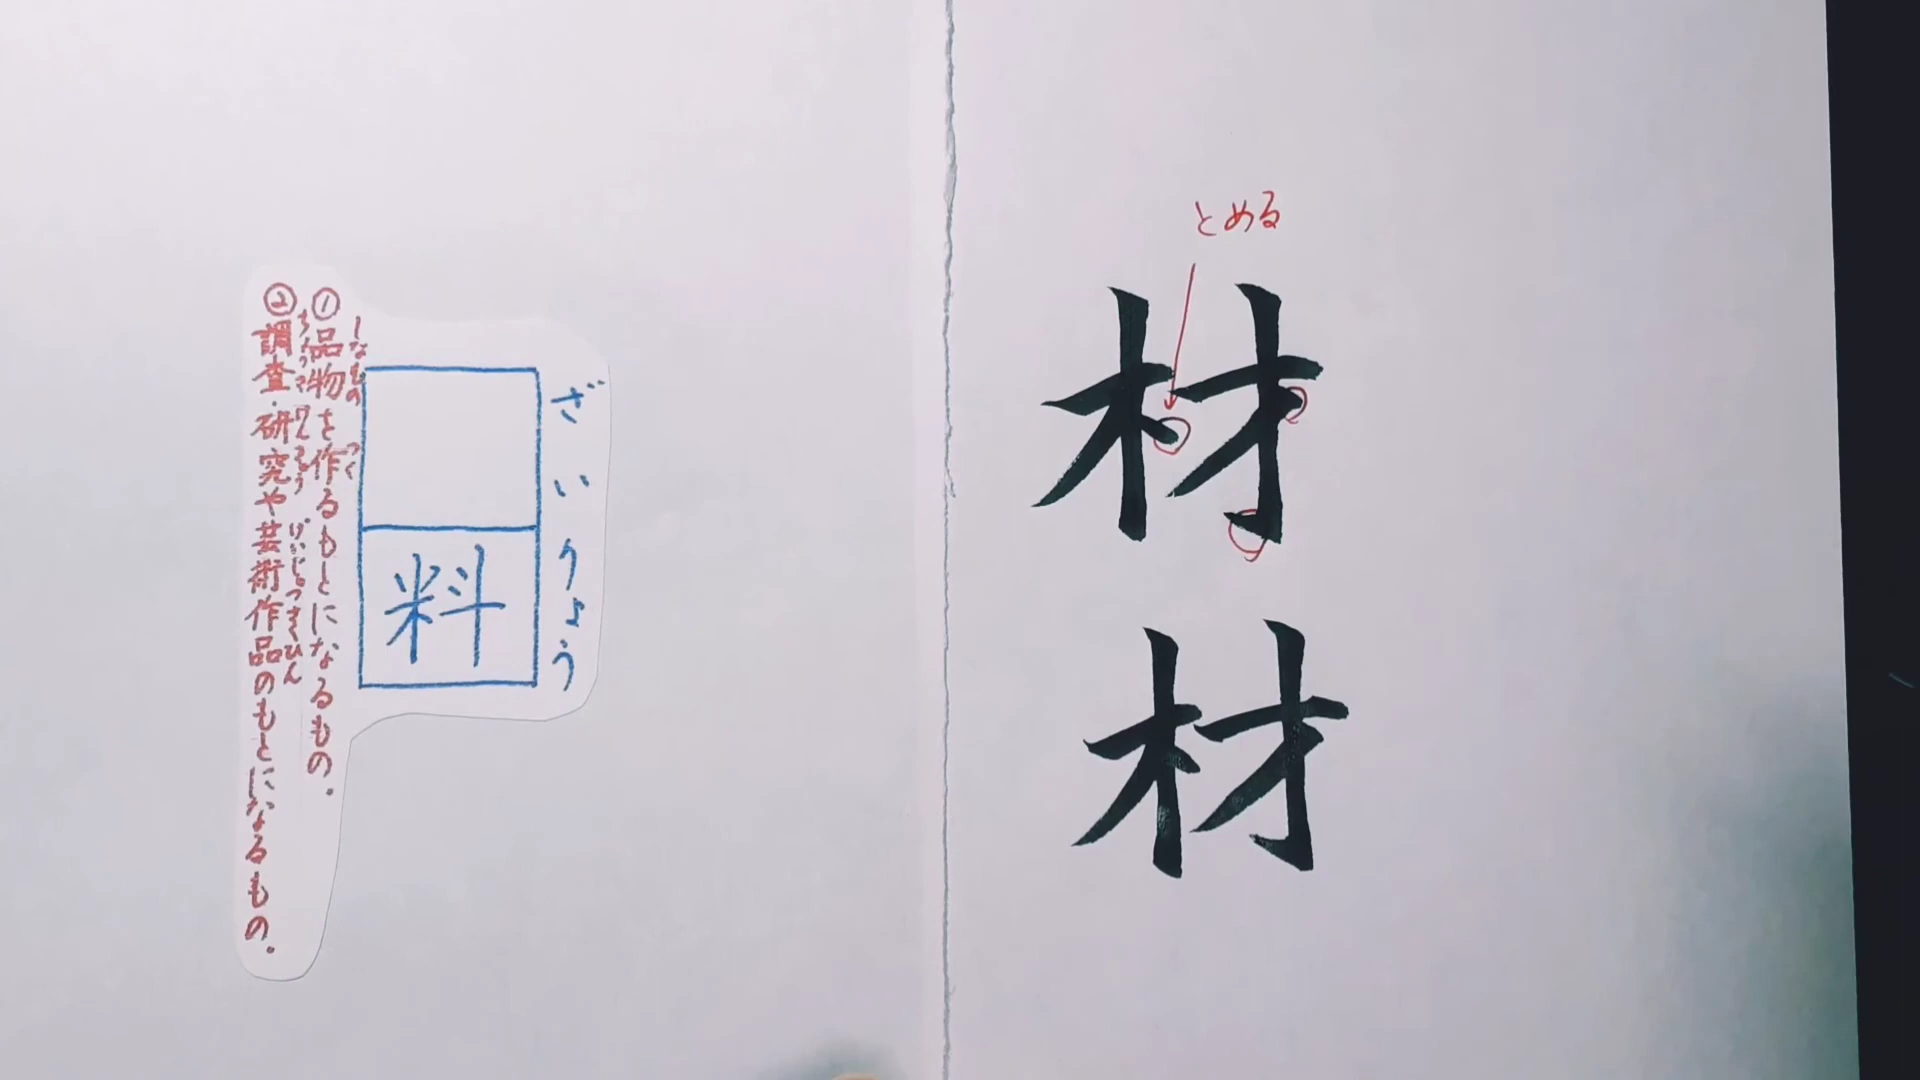 とめる
材
材
ざいりょう
料
①品物を作るもとになるもの。
しなもの
つく
②調査・研究や芸術作品のもとになるもの。
ちょうさ
けんきゅう
げいじゅつさくひん